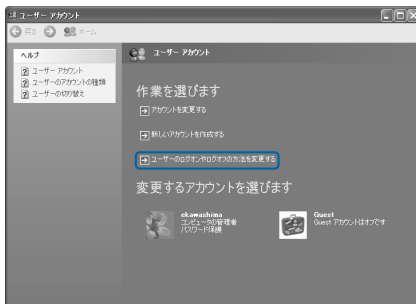 ユーザー アカウント
戻る ホーム
ヘルプ
ユーザー アカウント
ユーザーのアカウントの種類
ユーザーの切り替え
ユーザー アカウント
作業を選びます
アカウントを変更する
新しいアカウントを作成する
ユーザーのログオンやログオフの方法を変更する
変更するアカウントを選びます
ekawashima
コンピュータの管理者
パスワード保護
Guest
Guest アカウントはオフです